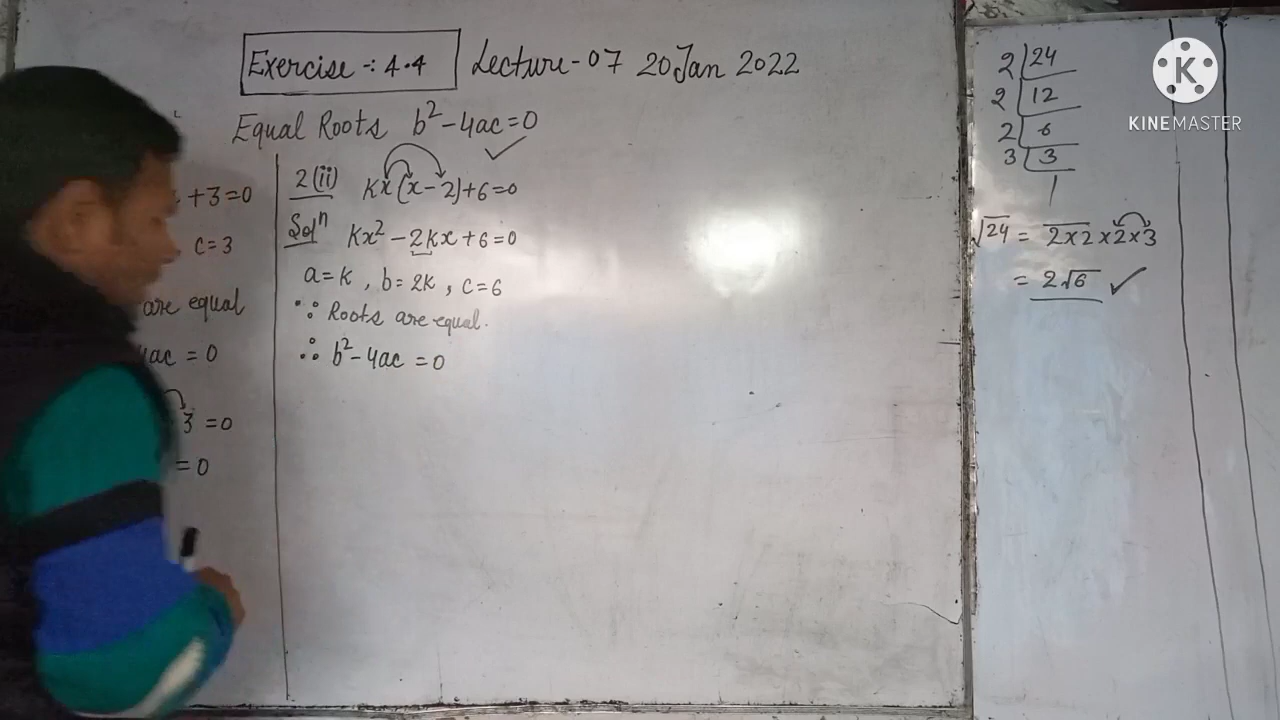 Exercise -: 4.4 Lecture-07 20 Jan 2022
Equal Roots b²-4ac=0 ✓
+3=0
c=3
are equal
4ac = 0
3 =0
=0
2(ii) Kx(x-2)+6=0
Solⁿ Kx²-2Kx+6=0
a=K, b=2K, c=6
∵ Roots are equal.
∴ b²-4ac=0
2 | 24
2 | 12
2 | 6
3 | 3
1
√24 = 2×2×2×3
= 2√6 ✓
K
KINEMASTER